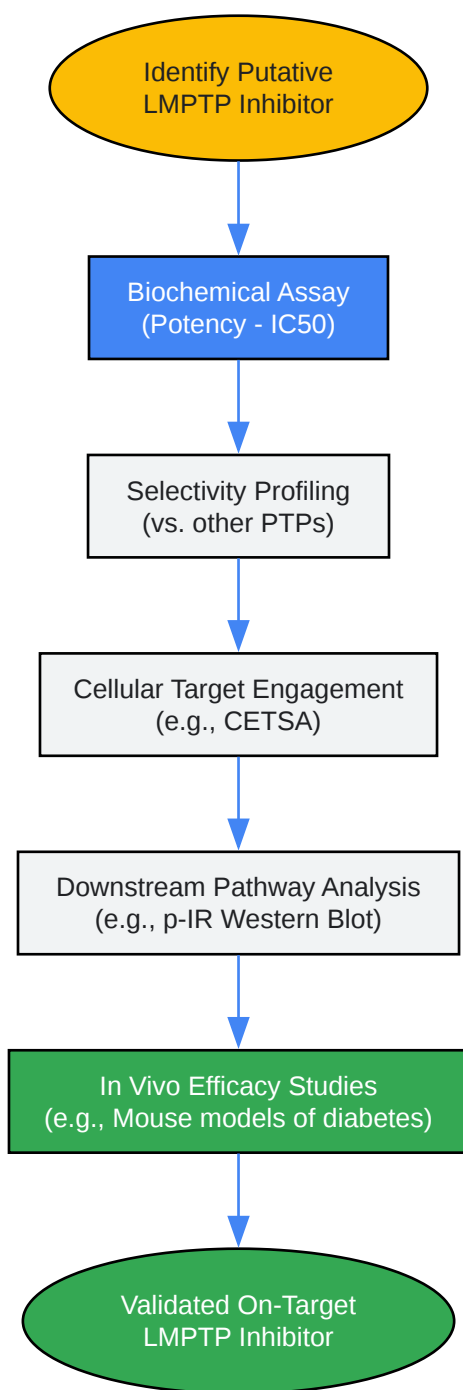 Identify Putative
LMPTP Inhibitor
Biochemical Assay
(Potency - IC50)
Selectivity Profiling
(vs. other PTPs)
Cellular Target Engagement
(e.g., CETSA)
Downstream Pathway Analysis
(e.g., p-IR Western Blot)
In Vivo Efficacy Studies
(e.g., Mouse models of diabetes)
Validated On-Target
LMPTP Inhibitor